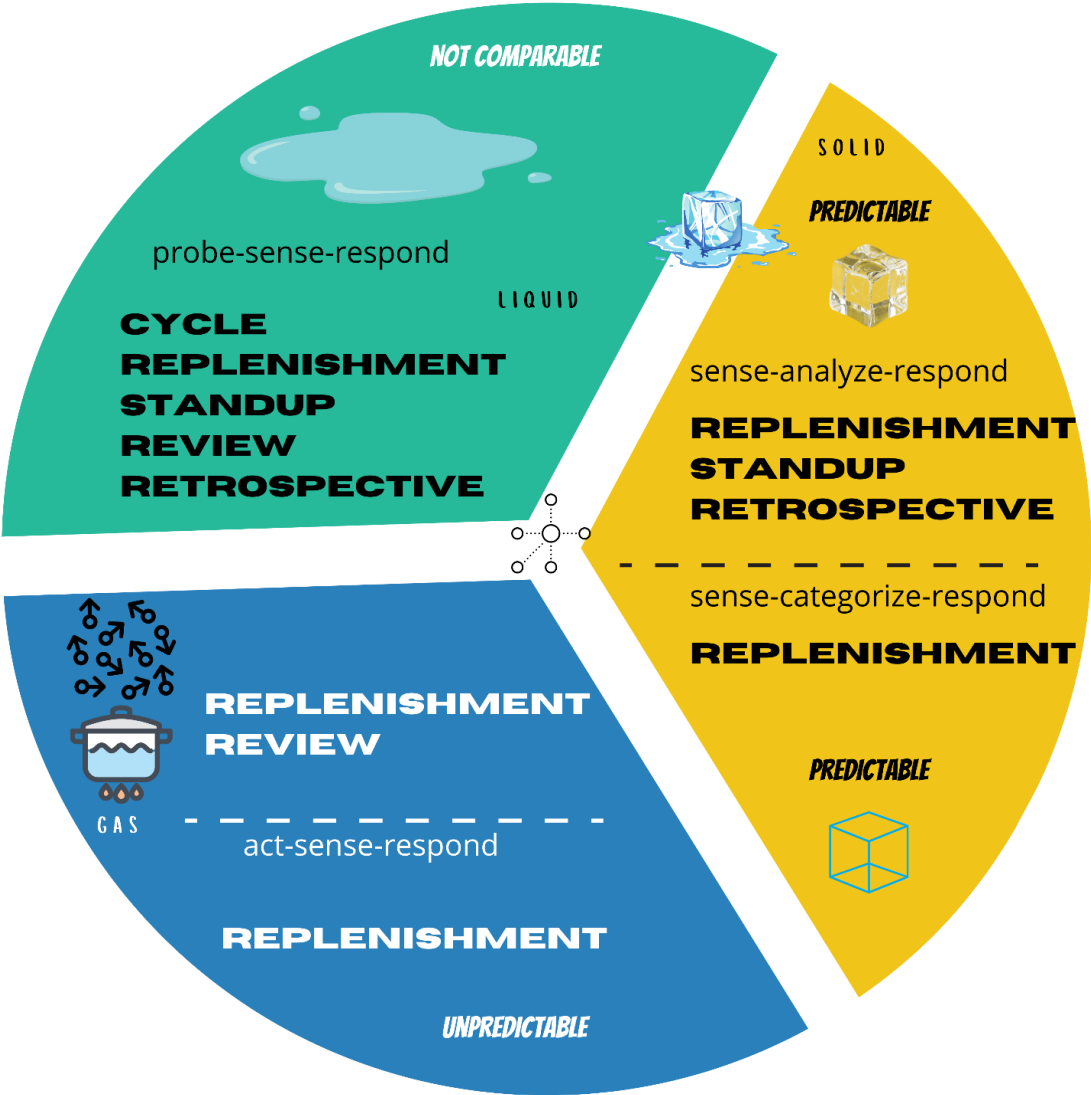 NOT COMPARABLE
probe-sense-respond
LIQUID
CYCLE
REPLENISHMENT
STANDUP
REVIEW
RETROSPECTIVE
SOLID
PREDICTABLE
sense-analyze-respond
REPLENISHMENT
STANDUP
RETROSPECTIVE
sense-categorize-respond
REPLENISHMENT
PREDICTABLE
REPLENISHMENT
REVIEW
GAS
act-sense-respond
REPLENISHMENT
UNPREDICTABLE